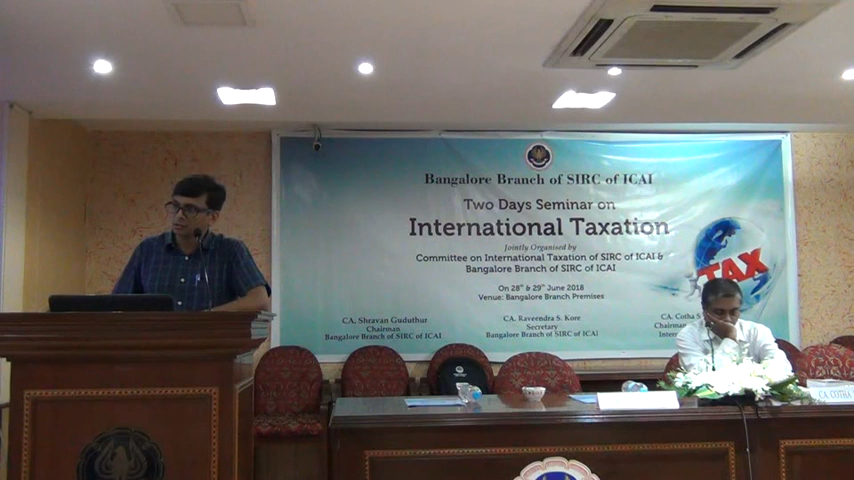 Bangalore Branch of SIRC of ICAI
Two Days Seminar on
International Taxation
Jointly Organised by
Committee on International Taxation of SIRC of ICAI &
Bangalore Branch of SIRC of ICAI
On 28th & 29th June 2018
Venue: Bangalore Branch Premises
TAX
CA. Shravan Guduthur
Chairman
Bangalore Branch of SIRC of ICAI
CA. Raveendra S. Kore
Secretary
Bangalore Branch of SIRC of ICAI
CA. Cotha S
Chairman
Inter
CA. COTHA